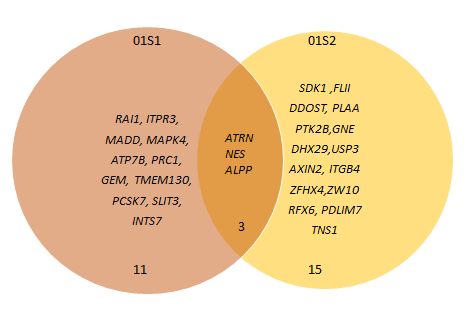 01S1
01S2
RAI1, ITPR3,
MADD, MAPK4,
ATP7B, PRC1,
GEM, TMEM130,
PCSK7, SLIT3,
INTS7
11
ATRN
NES
ALPP
3
SDK1 ,FLII
DDOST, PLAA
PTK2B,GNE
DHX29,USP3
AXIN2, ITGB4
ZFHX4,ZW10
RFX6, PDLIM7
TNS1
15